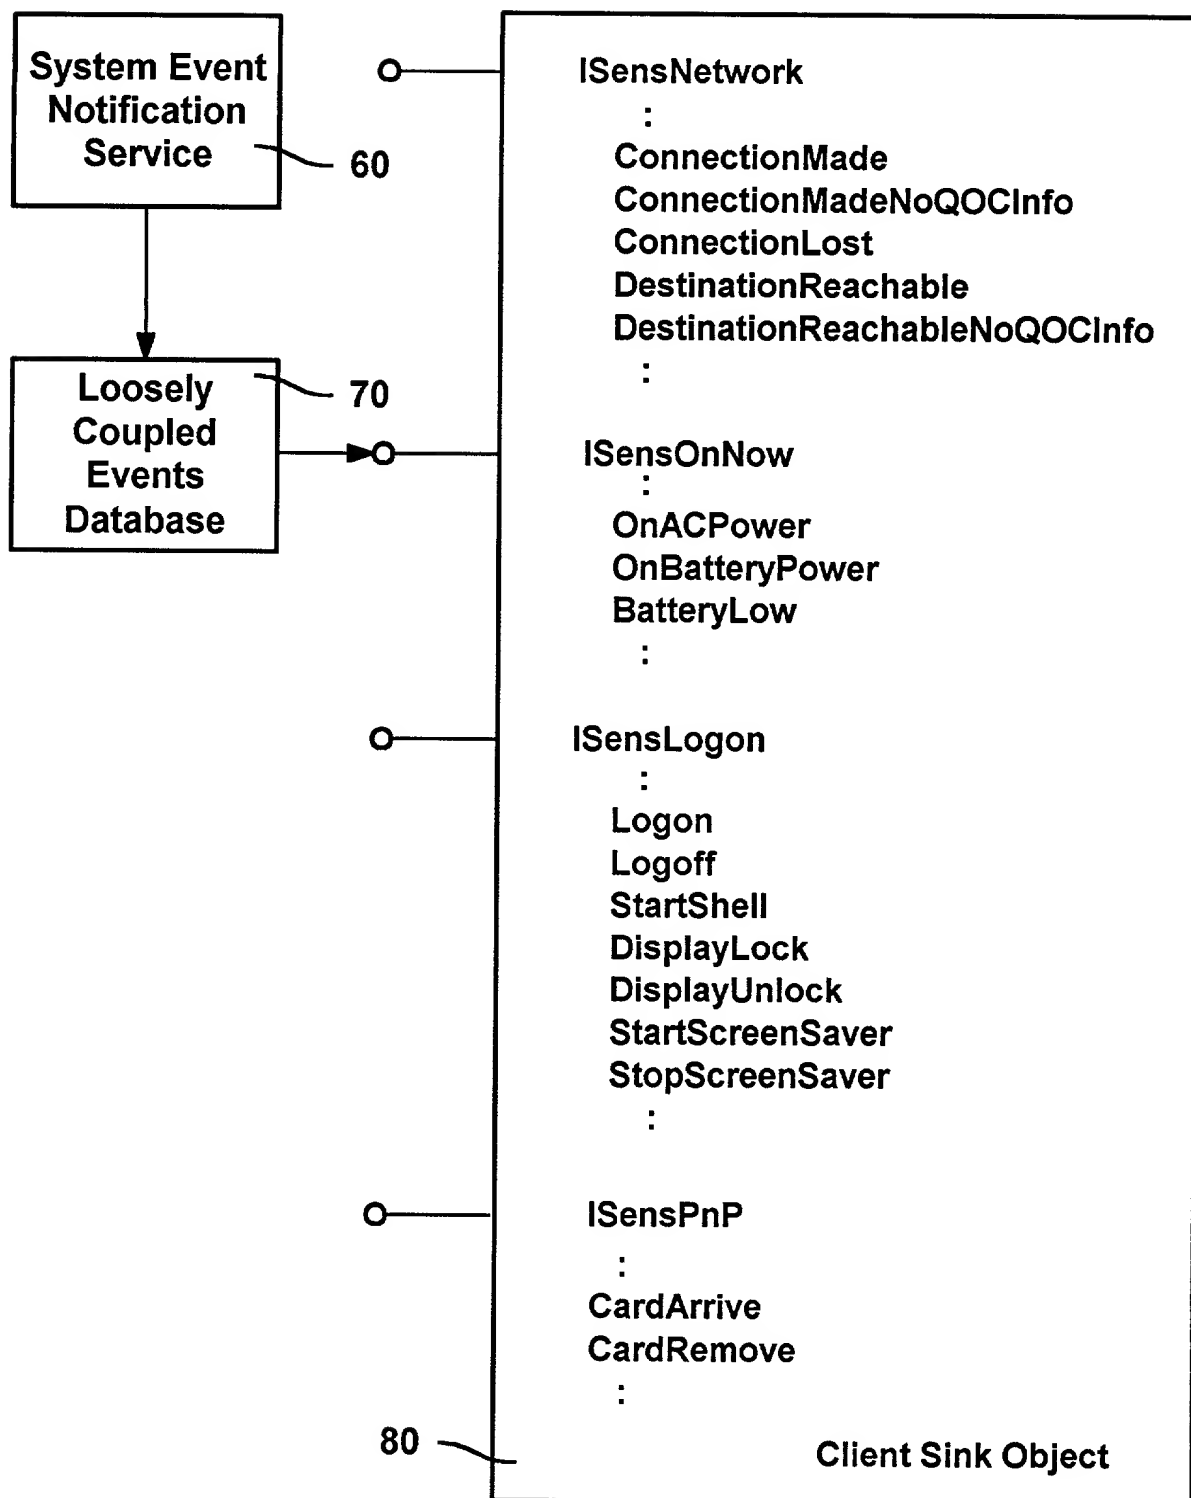 System Event
Notification
Service
60
Loosely
Coupled
Events
Database
70
ISensNetwork
:
ConnectionMade
ConnectionMadeNoQOCInfo
ConnectionLost
DestinationReachable
DestinationReachableNoQOCInfo
:
ISensOnNow
:
OnACPower
OnBatteryPower
BatteryLow
:
ISensLogon
:
Logon
Logoff
StartShell
DisplayLock
DisplayUnlock
StartScreenSaver
StopScreenSaver
:
ISensPnP
:
CardArrive
CardRemove
:
80
Client Sink Object